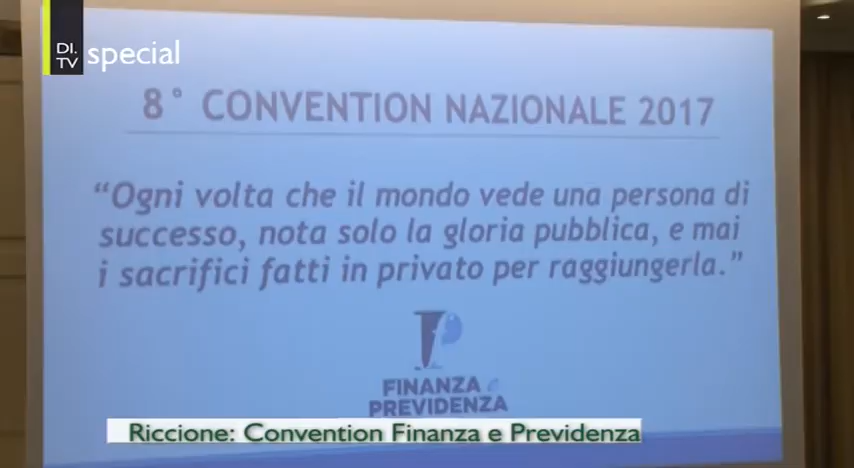 DI.
TV
special
8° CONVENTION NAZIONALE 2017
“Ogni volta che il mondo vede una persona di
successo, nota solo la gloria pubblica, e mai
i sacrifici fatti in privato per raggiungerla.”
FINANZA e
PREVIDENZA
Riccione: Convention Finanza e Previdenza